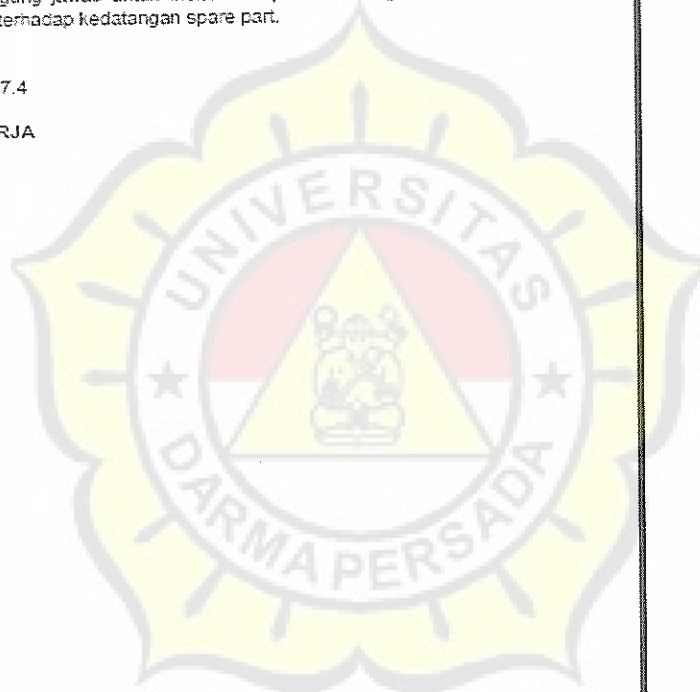 terhadap kedatangan spare part.
7.4
RJA
UNIVERSITAS
DARMA PERSADA